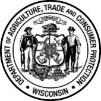 DEPARTMENT OF AGRICULTURE, TRADE AND CONSUMER PROTECTION
• WISCONSIN •